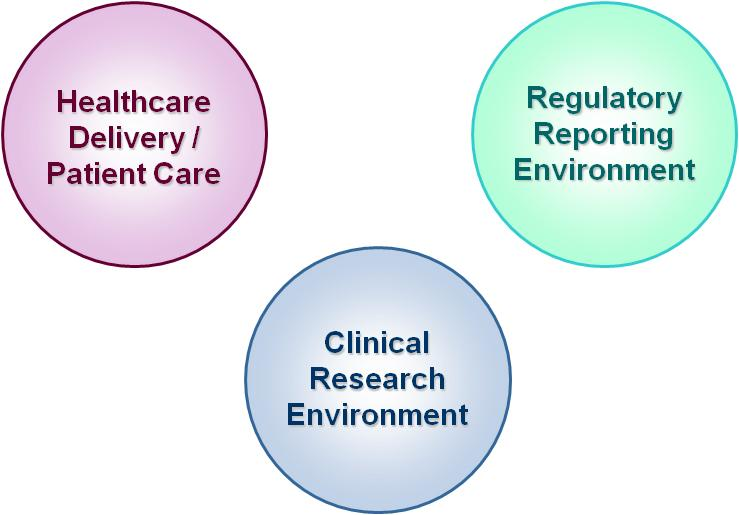 Healthcare
Delivery /
Patient Care
Regulatory
Reporting
Environment
Clinical
Research
Environment